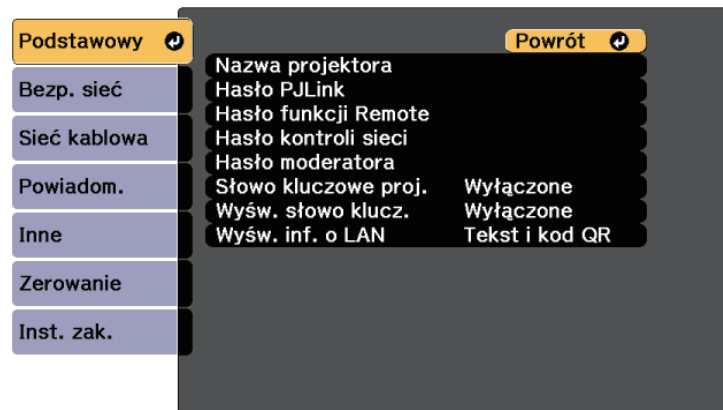 Podstawowy
Bezp. sieć
Sieć kablowa
Powiadom.
Inne
Zerowanie
Inst. zak.
Powrót
Nazwa projektora
Hasło PJLink
Hasło funkcji Remote
Hasło kontroli sieci
Hasło moderatora
Słowo kluczowe proj. Wyłączone
Wyśw. słowo klucz. Wyłączone
Wyśw. inf. o LAN Tekst i kod QR